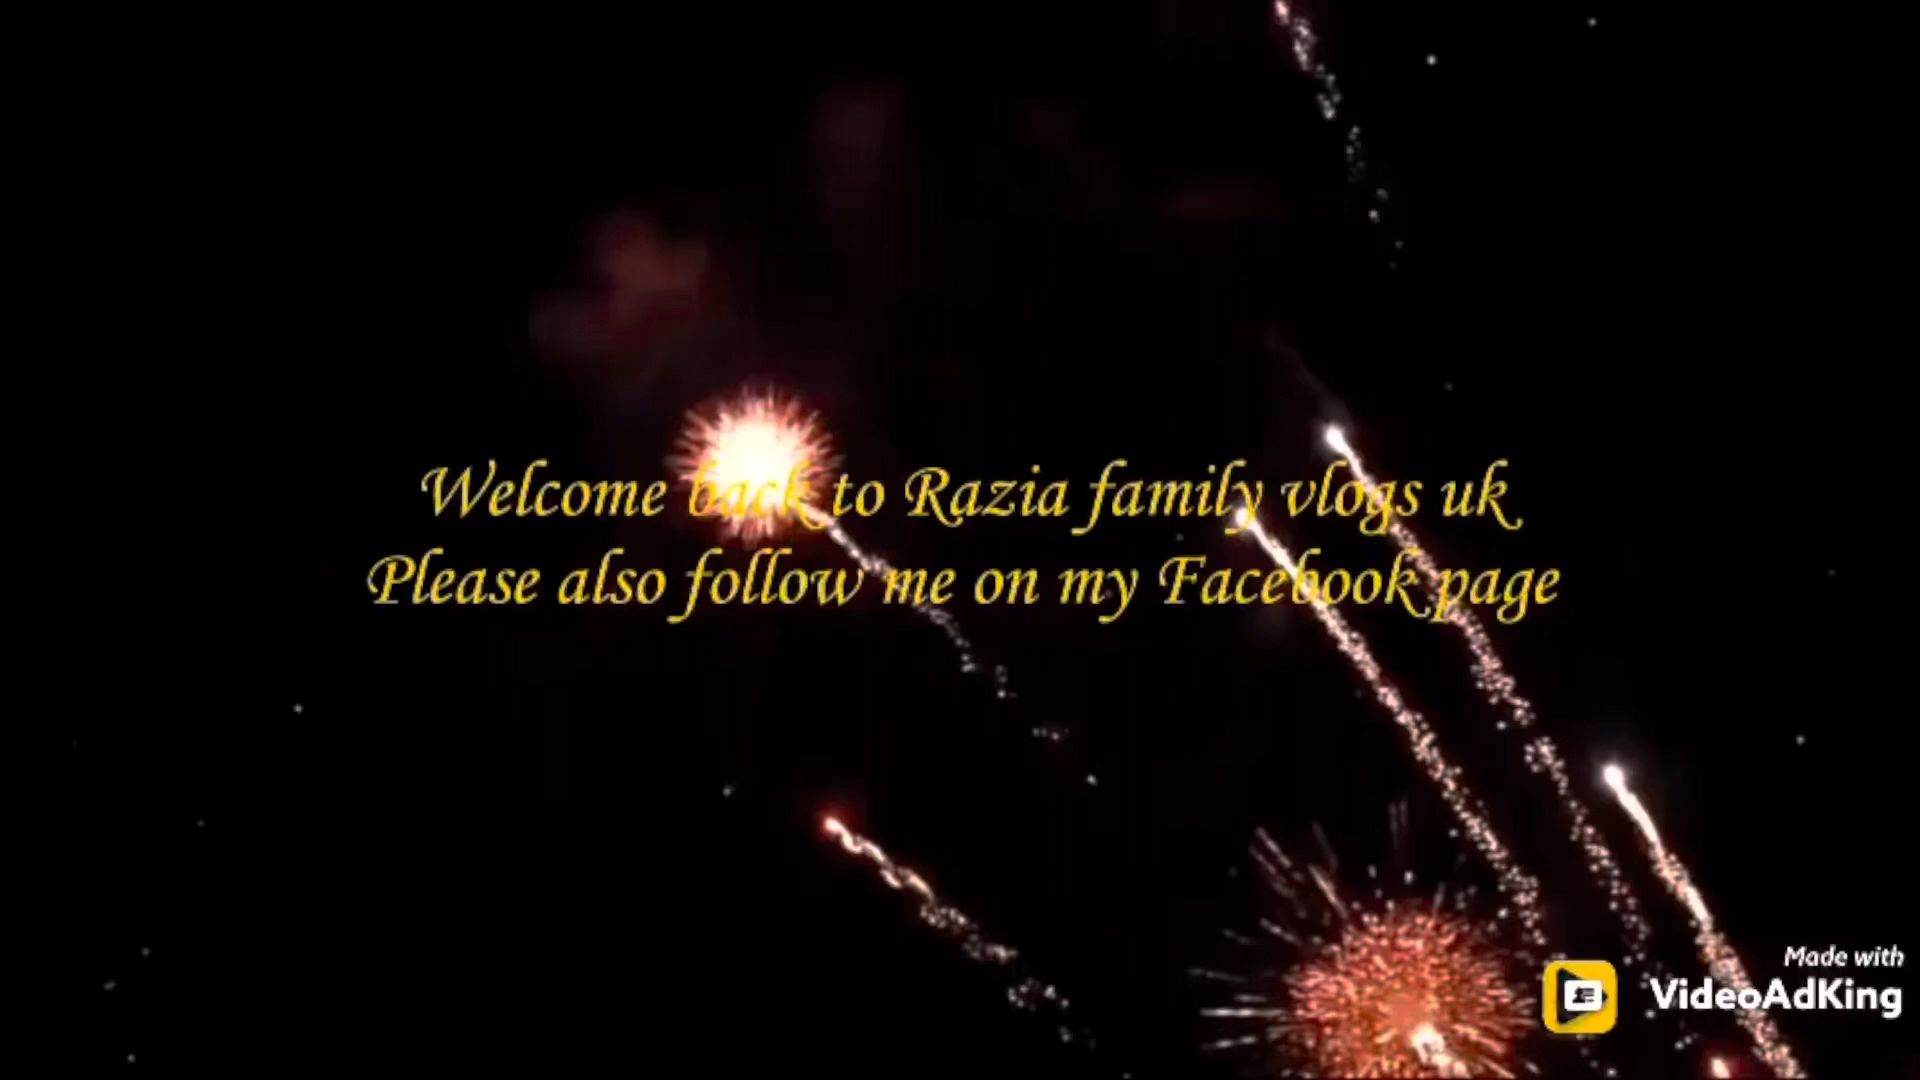 Welcome back to Razia family vlogs uk
Please also follow me on my Facebook page
Made with
VideoAdKing